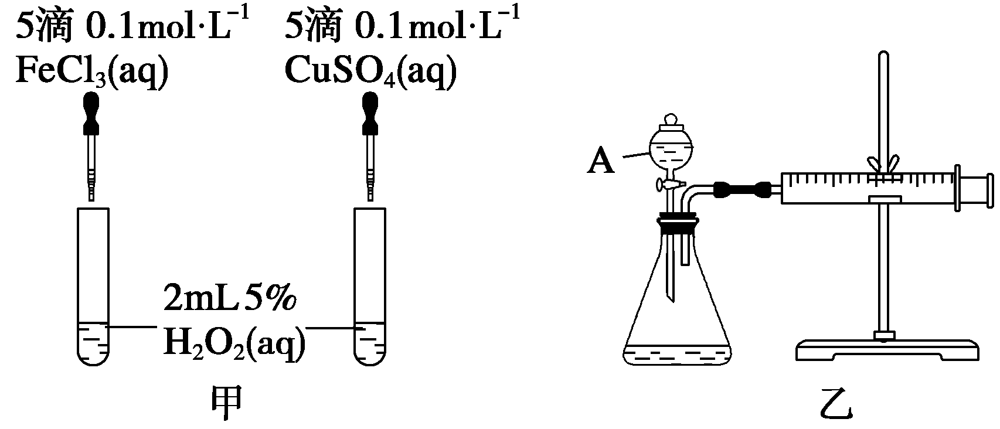 5滴 0.1mol·L⁻¹
FeCl₃(aq)
5滴 0.1mol·L⁻¹
CuSO₄(aq)
A
2mL 5%
H₂O₂(aq)
甲
乙